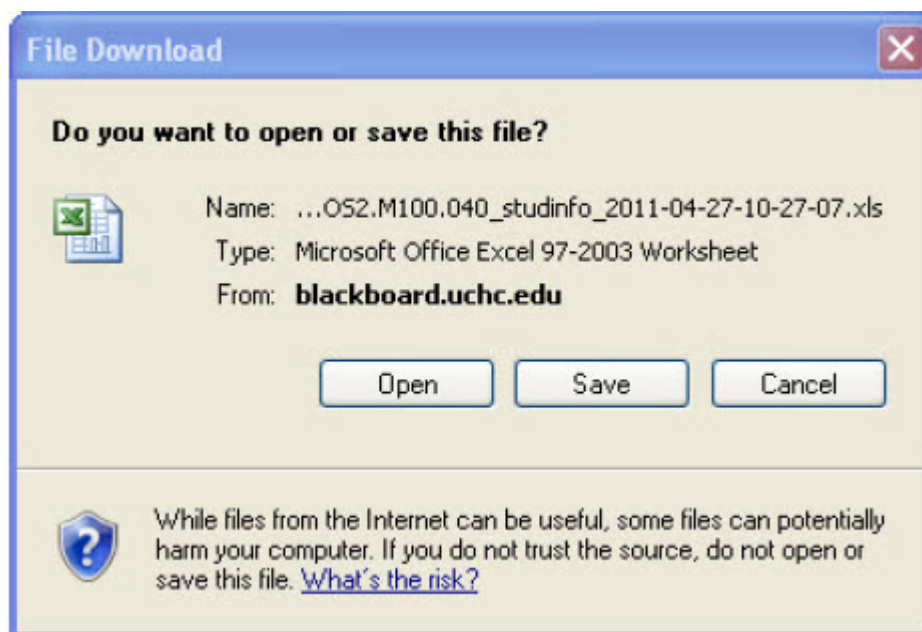 File Download
Do you want to open or save this file?
Name: ...OS2.M100.040_studinfo_2011-04-27-10-27-07.xls
Type: Microsoft Office Excel 97-2003 Worksheet
From: blackboard.uchc.edu
Open Save Cancel
While files from the Internet can be useful, some files can potentially
harm your computer. If you do not trust the source, do not open or
save this file. What's the risk?